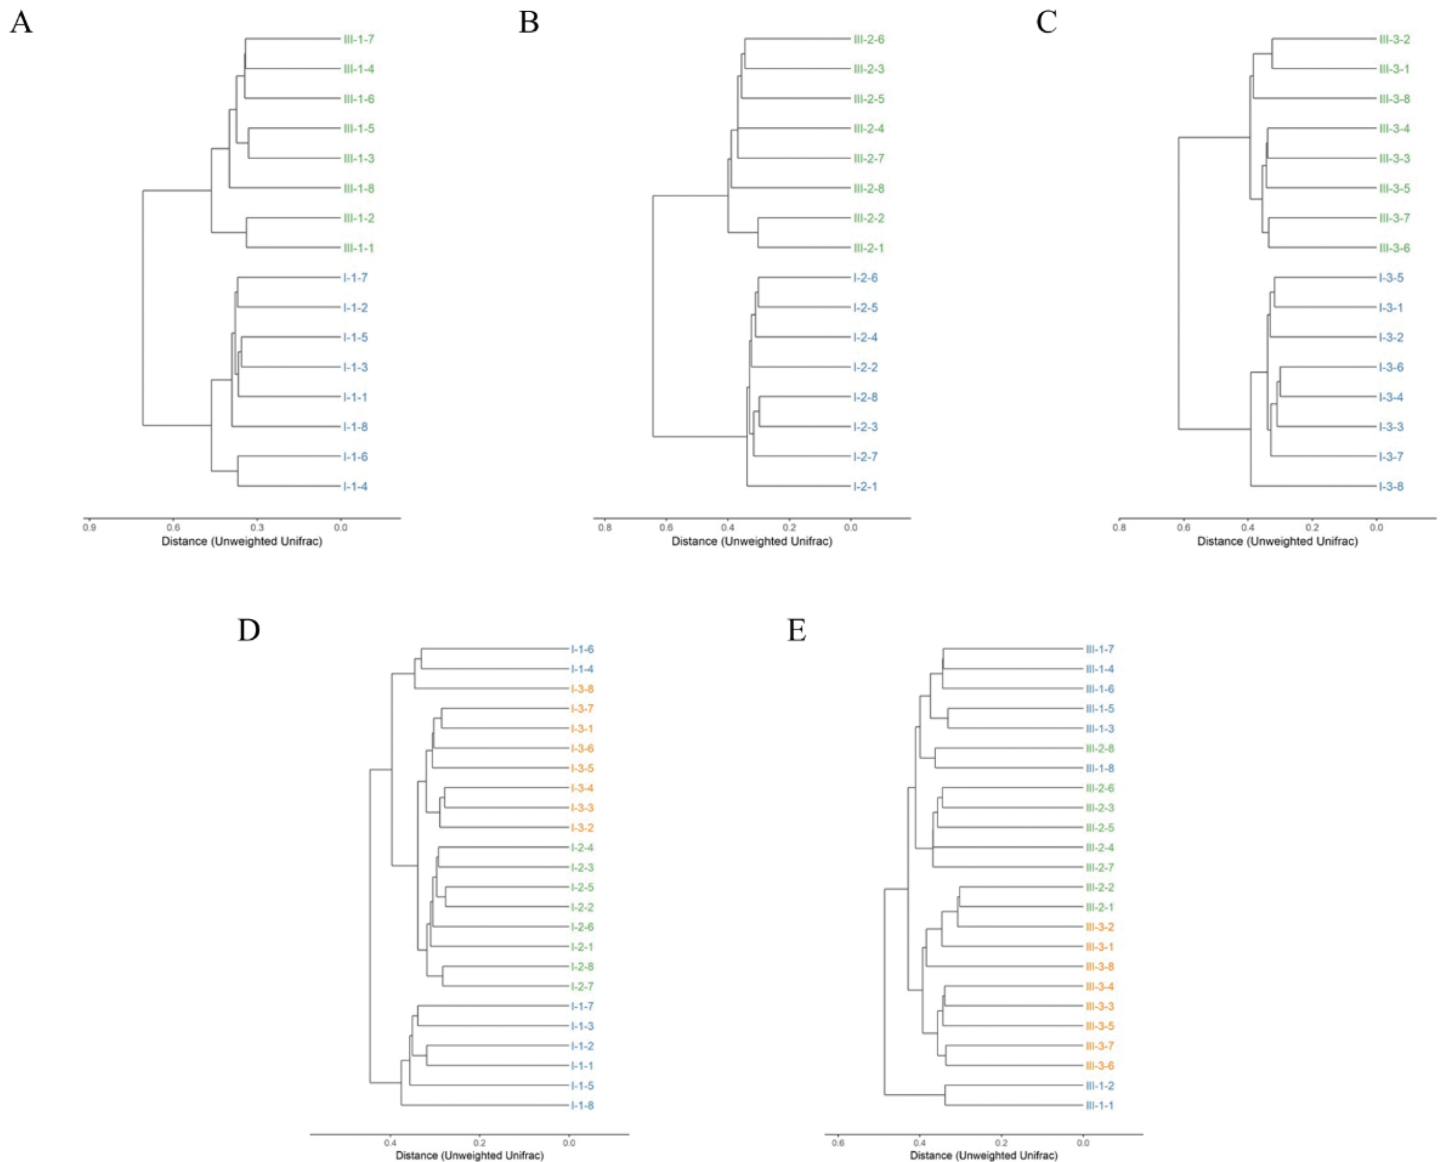 A
III-1-7
III-1-4
III-1-6
III-1-5
III-1-3
III-1-8
III-1-2
III-1-1
I-1-7
I-1-2
I-1-5
I-1-3
I-1-1
I-1-8
I-1-6
I-1-4
0.9 0.6 0.3 0.0
Distance (Unweighted Unifrac)
B
III-2-6
III-2-3
III-2-5
III-2-4
III-2-7
III-2-8
III-2-2
III-2-1
I-2-6
I-2-5
I-2-4
I-2-2
I-2-8
I-2-3
I-2-7
I-2-1
0.8 0.6 0.4 0.2 0.0
Distance (Unweighted Unifrac)
C
III-3-2
III-3-1
III-3-8
III-3-4
III-3-3
III-3-5
III-3-7
III-3-6
I-3-5
I-3-1
I-3-2
I-3-6
I-3-4
I-3-3
I-3-7
I-3-8
0.8 0.6 0.4 0.2 0.0
Distance (Unweighted Unifrac)
D
I-1-6
I-1-4
I-3-8
I-3-7
I-3-1
I-3-6
I-3-5
I-3-4
I-3-3
I-3-2
I-2-4
I-2-3
I-2-5
I-2-2
I-2-6
I-2-1
I-2-8
I-2-7
I-1-7
I-1-3
I-1-2
I-1-1
I-1-5
I-1-8
0.4 0.2 0.0
Distance (Unweighted Unifrac)
E
III-1-7
III-1-4
III-1-6
III-1-5
III-1-3
III-2-8
III-1-8
III-2-6
III-2-3
III-2-5
III-2-4
III-2-7
III-2-2
III-2-1
III-3-2
III-3-1
III-3-8
III-3-4
III-3-3
III-3-5
III-3-7
III-3-6
III-1-2
III-1-1
0.6 0.4 0.2 0.0
Distance (Unweighted Unifrac)